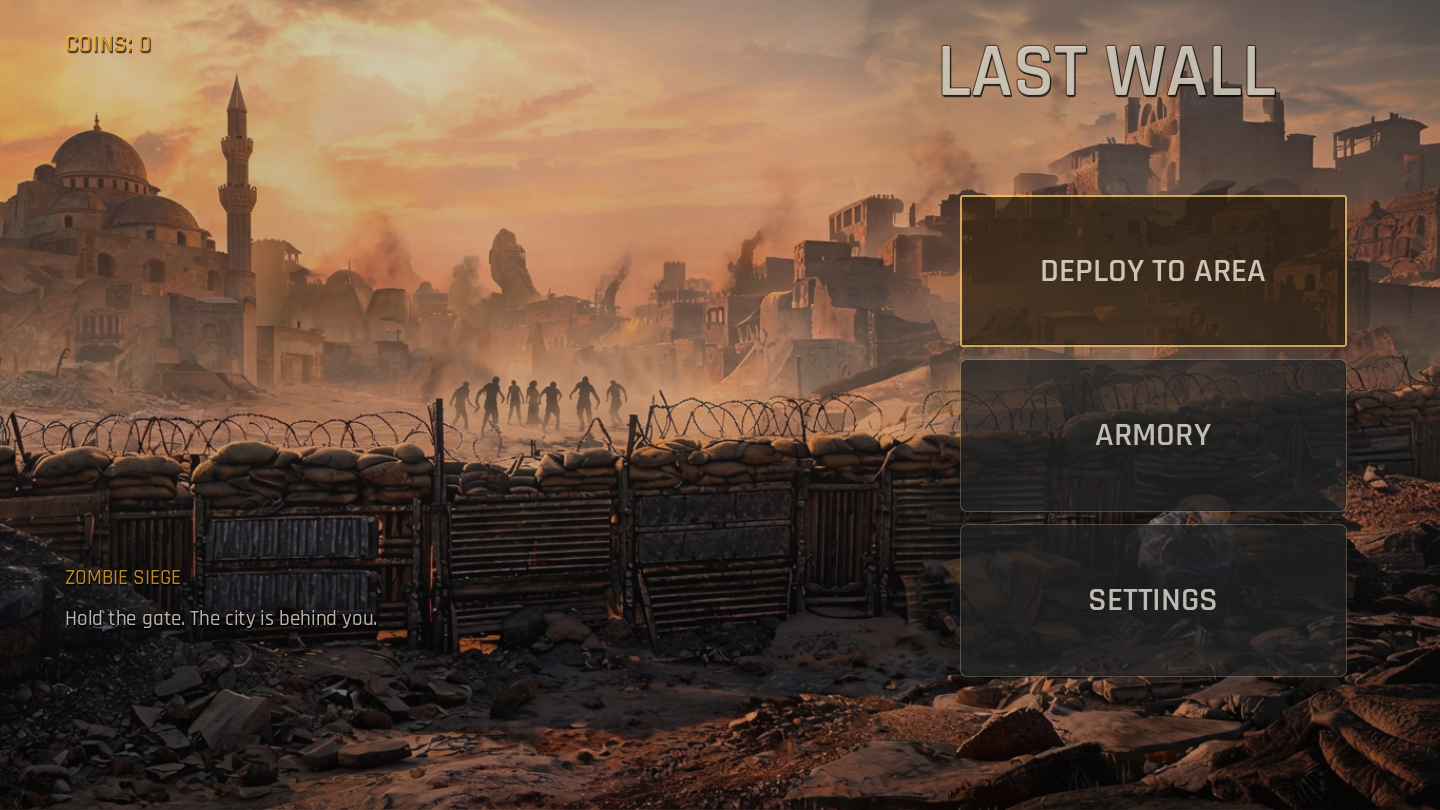 COINS: 0
LAST WALL
DEPLOY TO AREA
ARMORY
SETTINGS
ZOMBIE SIEGE
Hold the gate. The city is behind you.